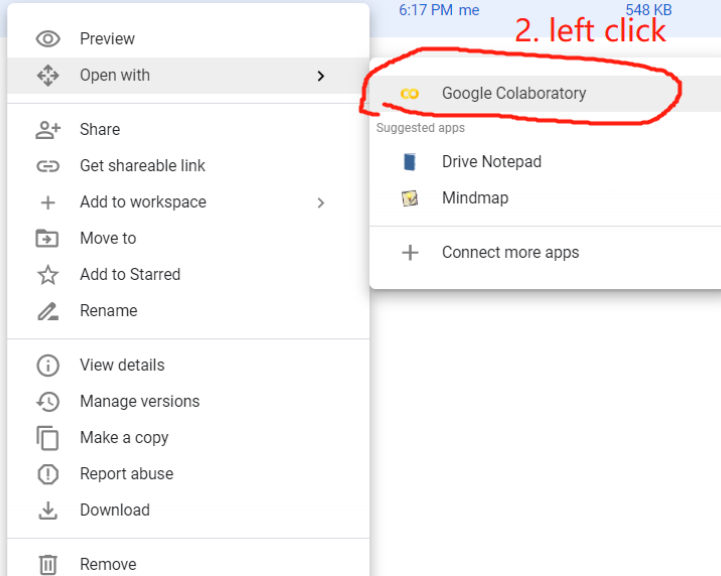 6:17 PM me 548 KB
2. left click
Preview
Open with
Share
Get shareable link
Add to workspace
Move to
Add to Starred
Rename
View details
Manage versions
Make a copy
Report abuse
Download
Remove
Google Colaboratory
Suggested apps
Drive Notepad
Mindmap
Connect more apps